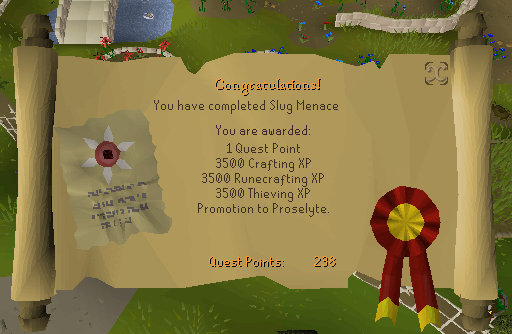 Congratulations!
You have completed Slug Menace
You are awarded:
1 Quest Point
3500 Crafting XP
3500 Runecrafting XP
3500 Thieving XP
Promotion to Proselyte.
Quest Points: 238